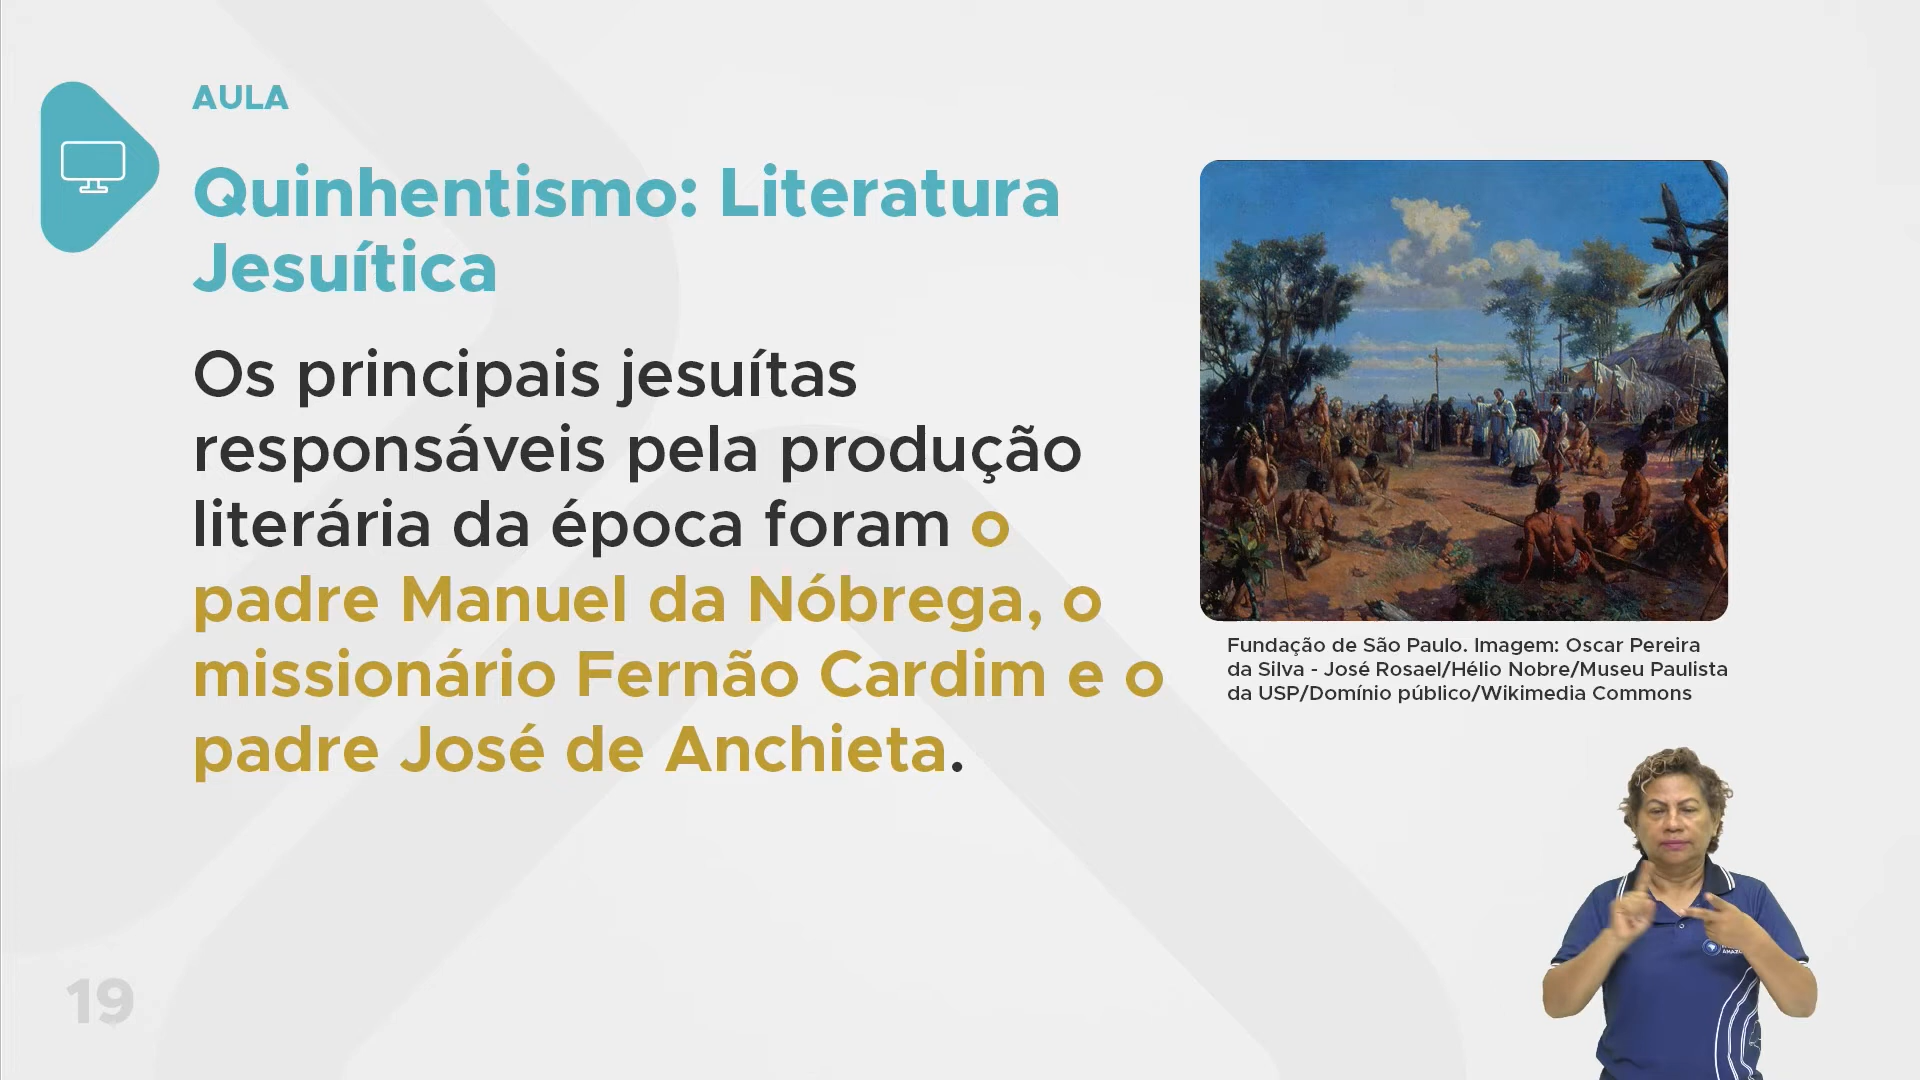 AULA
Quinhentismo: Literatura
Jesuítica
Os principais jesuítas
responsáveis pela produção
literária da época foram o
padre Manuel da Nóbrega, o
missionário Fernão Cardim e o
padre José de Anchieta.
Fundação de São Paulo. Imagem: Oscar Pereira
da Silva - José Rosael/Hélio Nobre/Museu Paulista
da USP/Domínio público/Wikimedia Commons
19